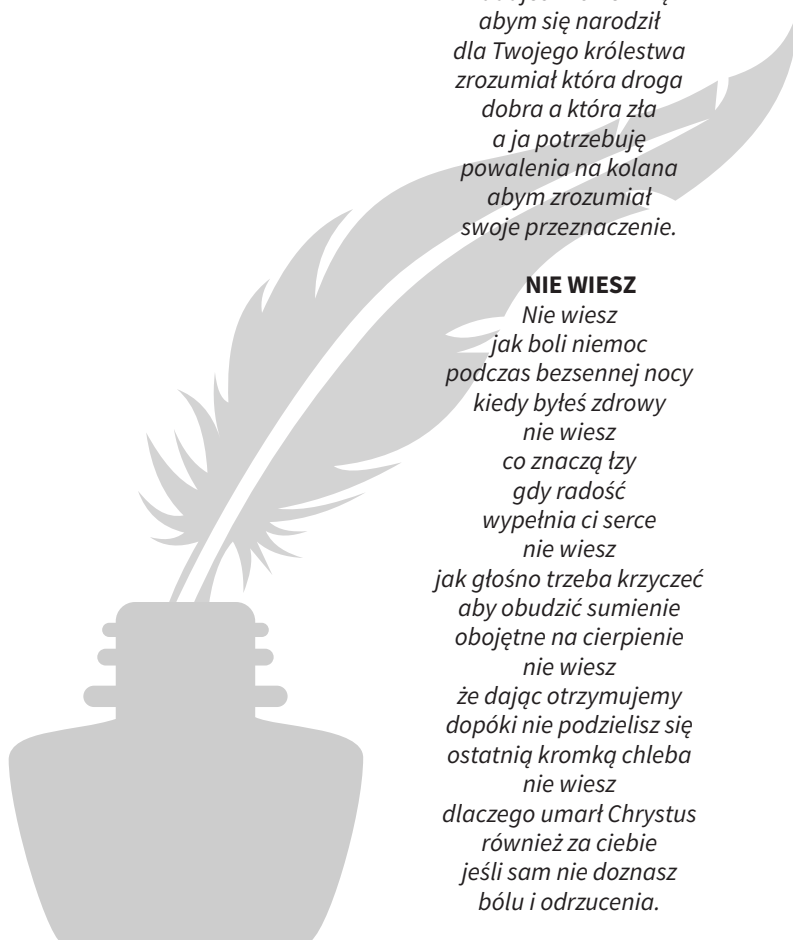 abym się narodził
dla Twojego królestwa
zrozumiał która droga
dobra a która zła
a ja potrzebuję
powalenia na kolana
abym zrozumiał
swoje przeznaczenie.
NIE WIESZ
Nie wiesz
jak boli niemoc
podczas bezsennej nocy
kiedy byłeś zdrowy
nie wiesz
co znaczą łzy
gdy radość
wypełnia ci serce
nie wiesz
jak głośno trzeba krzyczeć
aby obudzić sumienie
obojętne na cierpienie
nie wiesz
że dając otrzymujemy
dopóki nie podzielisz się
ostatnią kromką chleba
nie wiesz
dlaczego umarł Chrystus
również za ciebie
jeśli sam nie doznasz
bólu i odrzucenia.